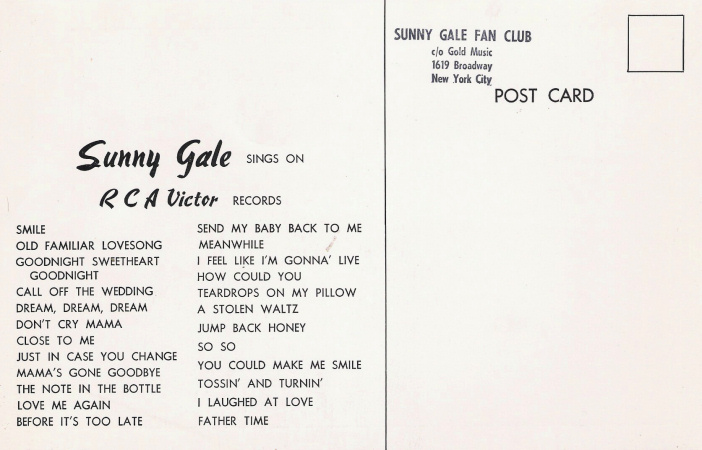 SUNNY GALE FAN CLUB
c/o Gold Music
1619 Broadway
New York City
POST CARD
Sunny Gale SINGS ON
RCA Victor RECORDS
SMILE
OLD FAMILIAR LOVESONG
GOODNIGHT SWEETHEART
GOODNIGHT
CALL OFF THE WEDDING
DREAM, DREAM, DREAM
DON'T CRY MAMA
CLOSE TO ME
JUST IN CASE YOU CHANGE
MAMA'S GONE GOODBYE
THE NOTE IN THE BOTTLE
LOVE ME AGAIN
BEFORE IT'S TOO LATE
SEND MY BABY BACK TO ME
MEANWHILE
I FEEL LIKE I'M GONNA' LIVE
HOW COULD YOU
TEARDROPS ON MY PILLOW
A STOLEN WALTZ
JUMP BACK HONEY
SO SO
YOU COULD MAKE ME SMILE
TOSSIN' AND TURNIN'
I LAUGHED AT LOVE
FATHER TIME